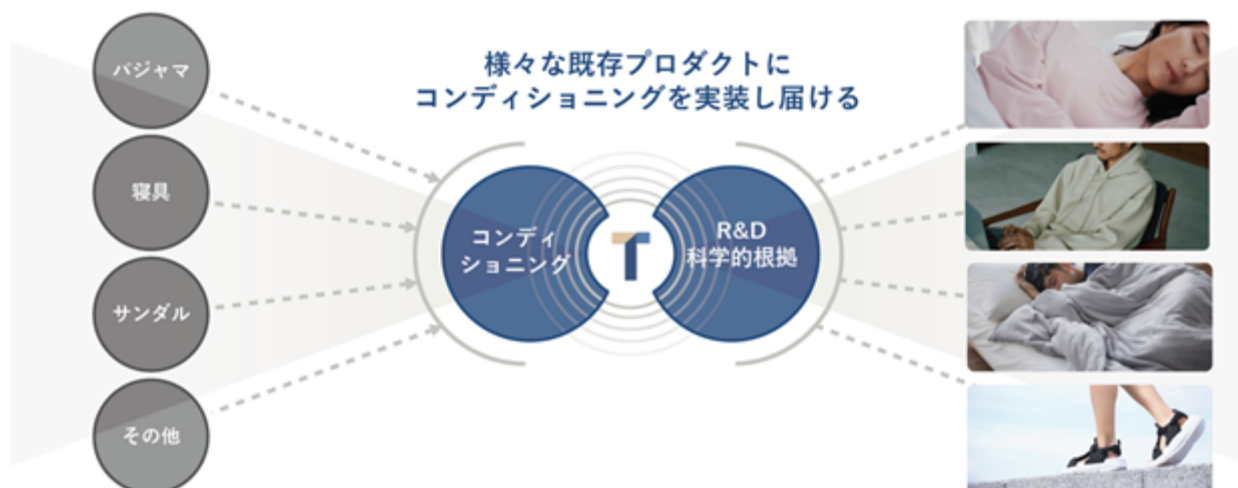 様々な既存プロダクトに
コンディショニングを実装し届ける
パジャマ
寝具
サンダル
その他
コンディ
ショニング
T
R&D
科学的根拠